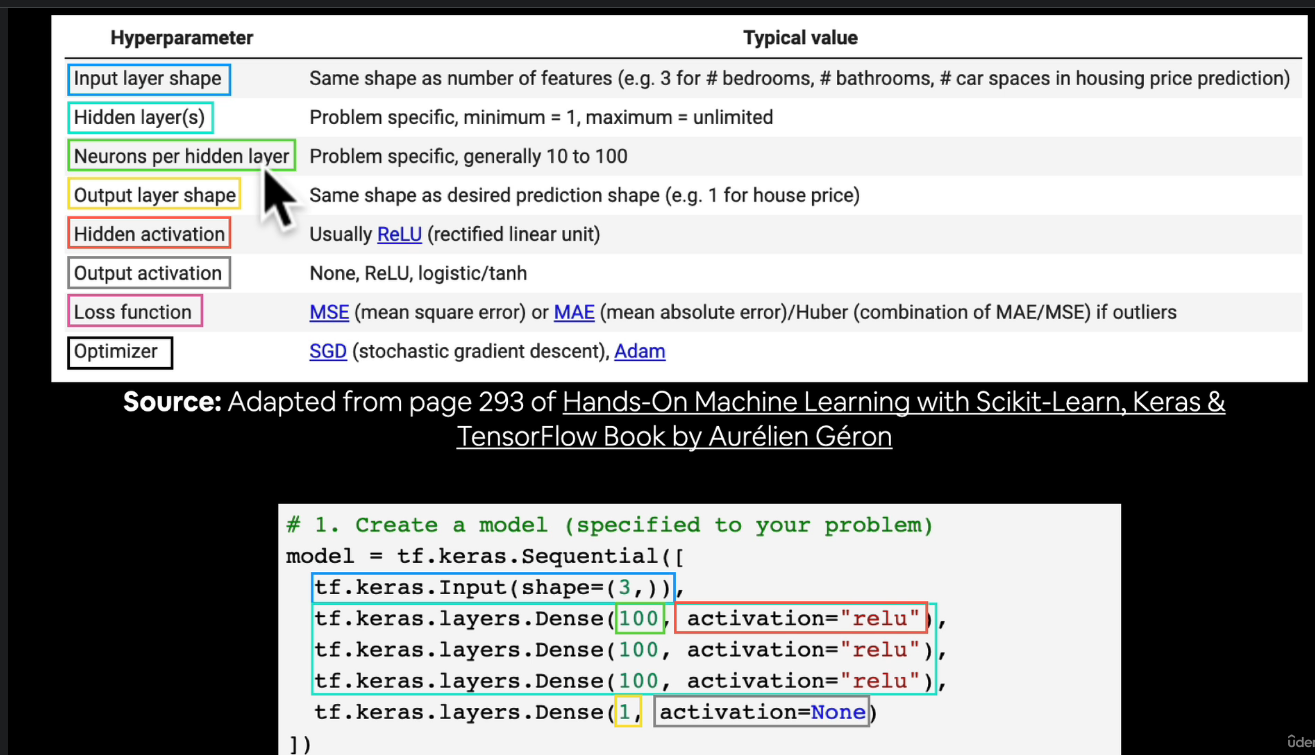 Hyperparameter Typical value
Input layer shape Same shape as number of features (e.g. 3 for # bedrooms, # bathrooms, # car spaces in housing price prediction)
Hidden layer(s) Problem specific, minimum = 1, maximum = unlimited
Neurons per hidden layer Problem specific, generally 10 to 100
Output layer shape Same shape as desired prediction shape (e.g. 1 for house price)
Hidden activation Usually ReLU (rectified linear unit)
Output activation None, ReLU, logistic/tanh
Loss function MSE (mean square error) or MAE (mean absolute error)/Huber (combination of MAE/MSE) if outliers
Optimizer SGD (stochastic gradient descent), Adam
Source: Adapted from page 293 of Hands-On Machine Learning with Scikit-Learn, Keras &
TensorFlow Book by Aurélien Géron
# 1. Create a model (specified to your problem)
model = tf.keras.Sequential([
tf.keras.Input(shape=(3,)),
tf.keras.layers.Dense(100, activation="relu"),
tf.keras.layers.Dense(100, activation="relu"),
tf.keras.layers.Dense(100, activation="relu"),
tf.keras.layers.Dense(1, activation=None)
])